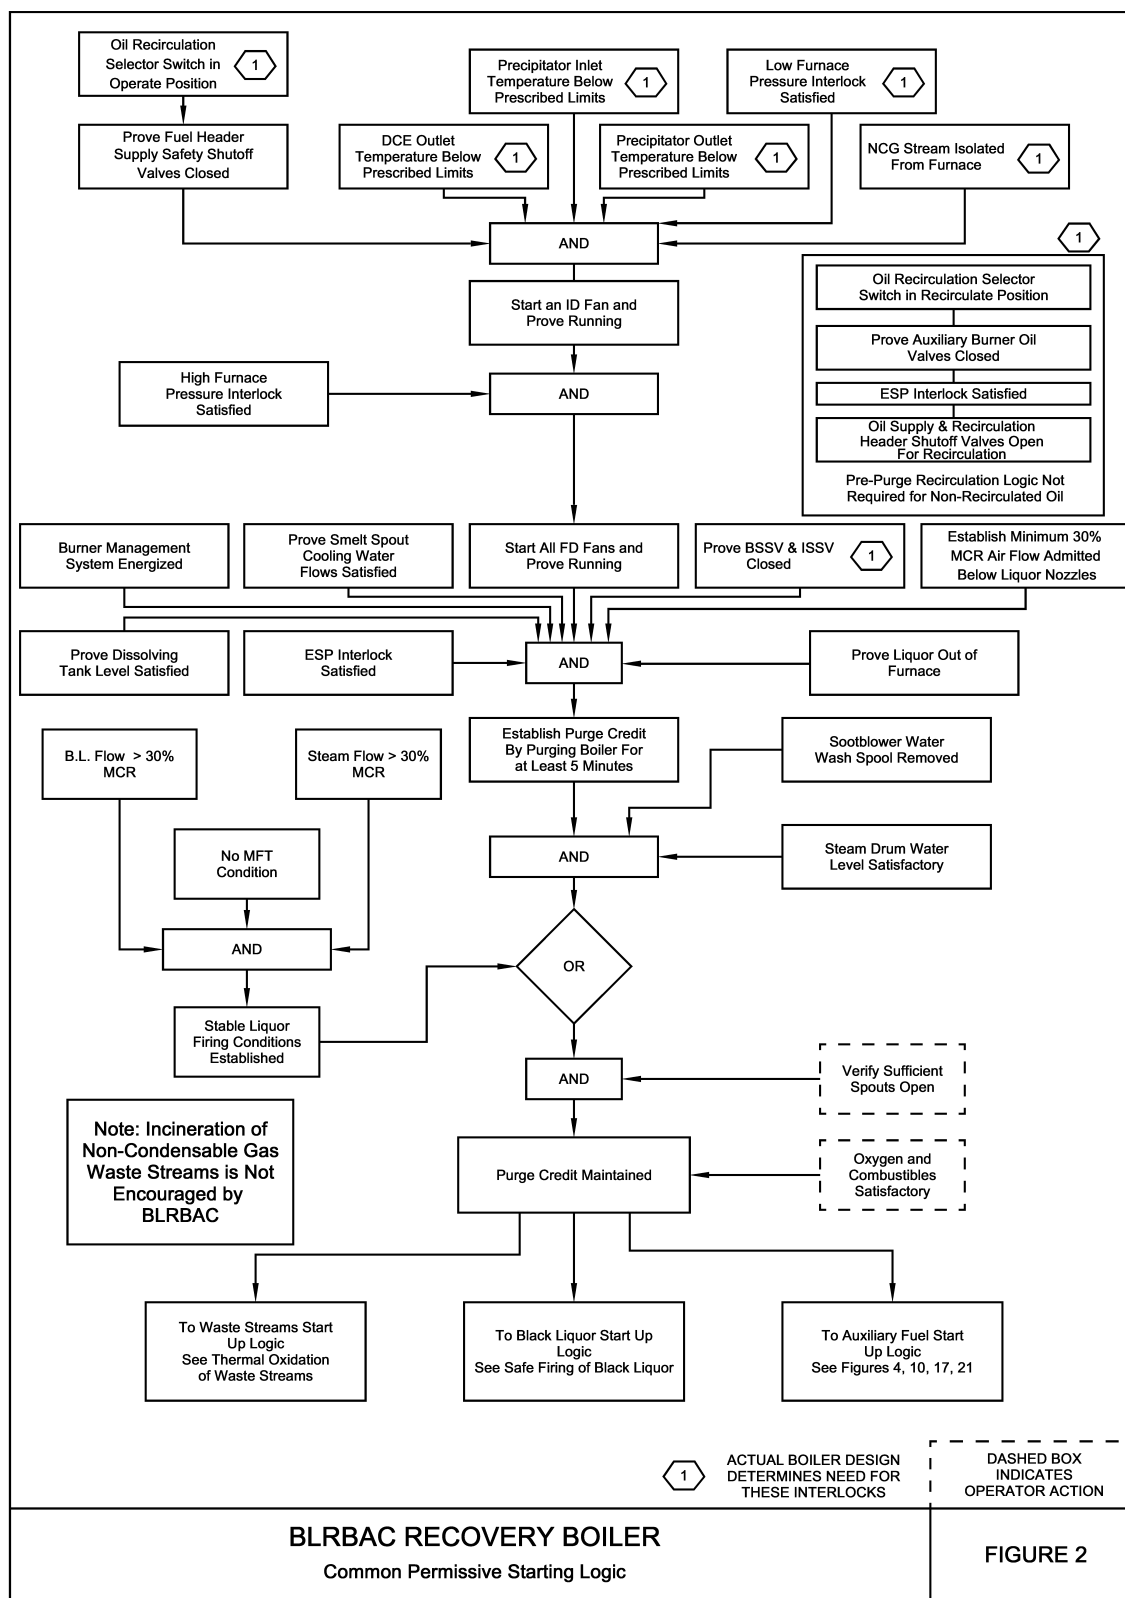 Oil Recirculation
Selector Switch in
Operate Position
1
Precipitator Inlet
Temperature Below
Prescribed Limits
1
Low Furnace
Pressure Interlock
Satisfied
1
Prove Fuel Header
Supply Safety Shutoff
Valves Closed
DCE Outlet
Temperature Below
Prescribed Limits
1
Precipitator Outlet
Temperature Below
Prescribed Limits
1
NCG Stream Isolated
From Furnace
1
AND
1
Start an ID Fan and
Prove Running
Oil Recirculation Selector
Switch in Recirculate Position
Prove Auxiliary Burner Oil
Valves Closed
ESP Interlock Satisfied
Oil Supply & Recirculation
Header Shutoff Valves Open
For Recirculation
Pre-Purge Recirculation Logic Not
Required for Non-Recirculated Oil
High Furnace
Pressure Interlock
Satisfied
AND
Burner Management
System Energized
Prove Smelt Spout
Cooling Water
Flows Satisfied
Start All FD Fans and
Prove Running
Prove BSSV & ISSV
Closed
1
Establish Minimum 30%
MCR Air Flow Admitted
Below Liquor Nozzles
Prove Dissolving
Tank Level Satisfied
ESP Interlock
Satisfied
AND
Prove Liquor Out of
Furnace
Establish Purge Credit
By Purging Boiler For
at Least 5 Minutes
Sootblower Water
Wash Spool Removed
B.L. Flow > 30%
MCR
Steam Flow > 30%
MCR
No MFT
Condition
AND
Steam Drum Water
Level Satisfactory
AND
OR
Stable Liquor
Firing Conditions
Established
AND
Verify Sufficient
Spouts Open
Note: Incineration of
Non-Condensable Gas
Waste Streams is Not
Encouraged by
BLRBAC
Purge Credit Maintained
Oxygen and
Combustibles
Satisfactory
To Waste Streams Start
Up Logic
See Thermal Oxidation
of Waste Streams
To Black Liquor Start Up
Logic
See Safe Firing of Black Liquor
To Auxiliary Fuel Start
Up Logic
See Figures 4, 10, 17, 21
1
ACTUAL BOILER DESIGN
DETERMINES NEED FOR
THESE INTERLOCKS
DASHED BOX
INDICATES
OPERATOR ACTION
BLRBAC RECOVERY BOILER
Common Permissive Starting Logic
FIGURE 2